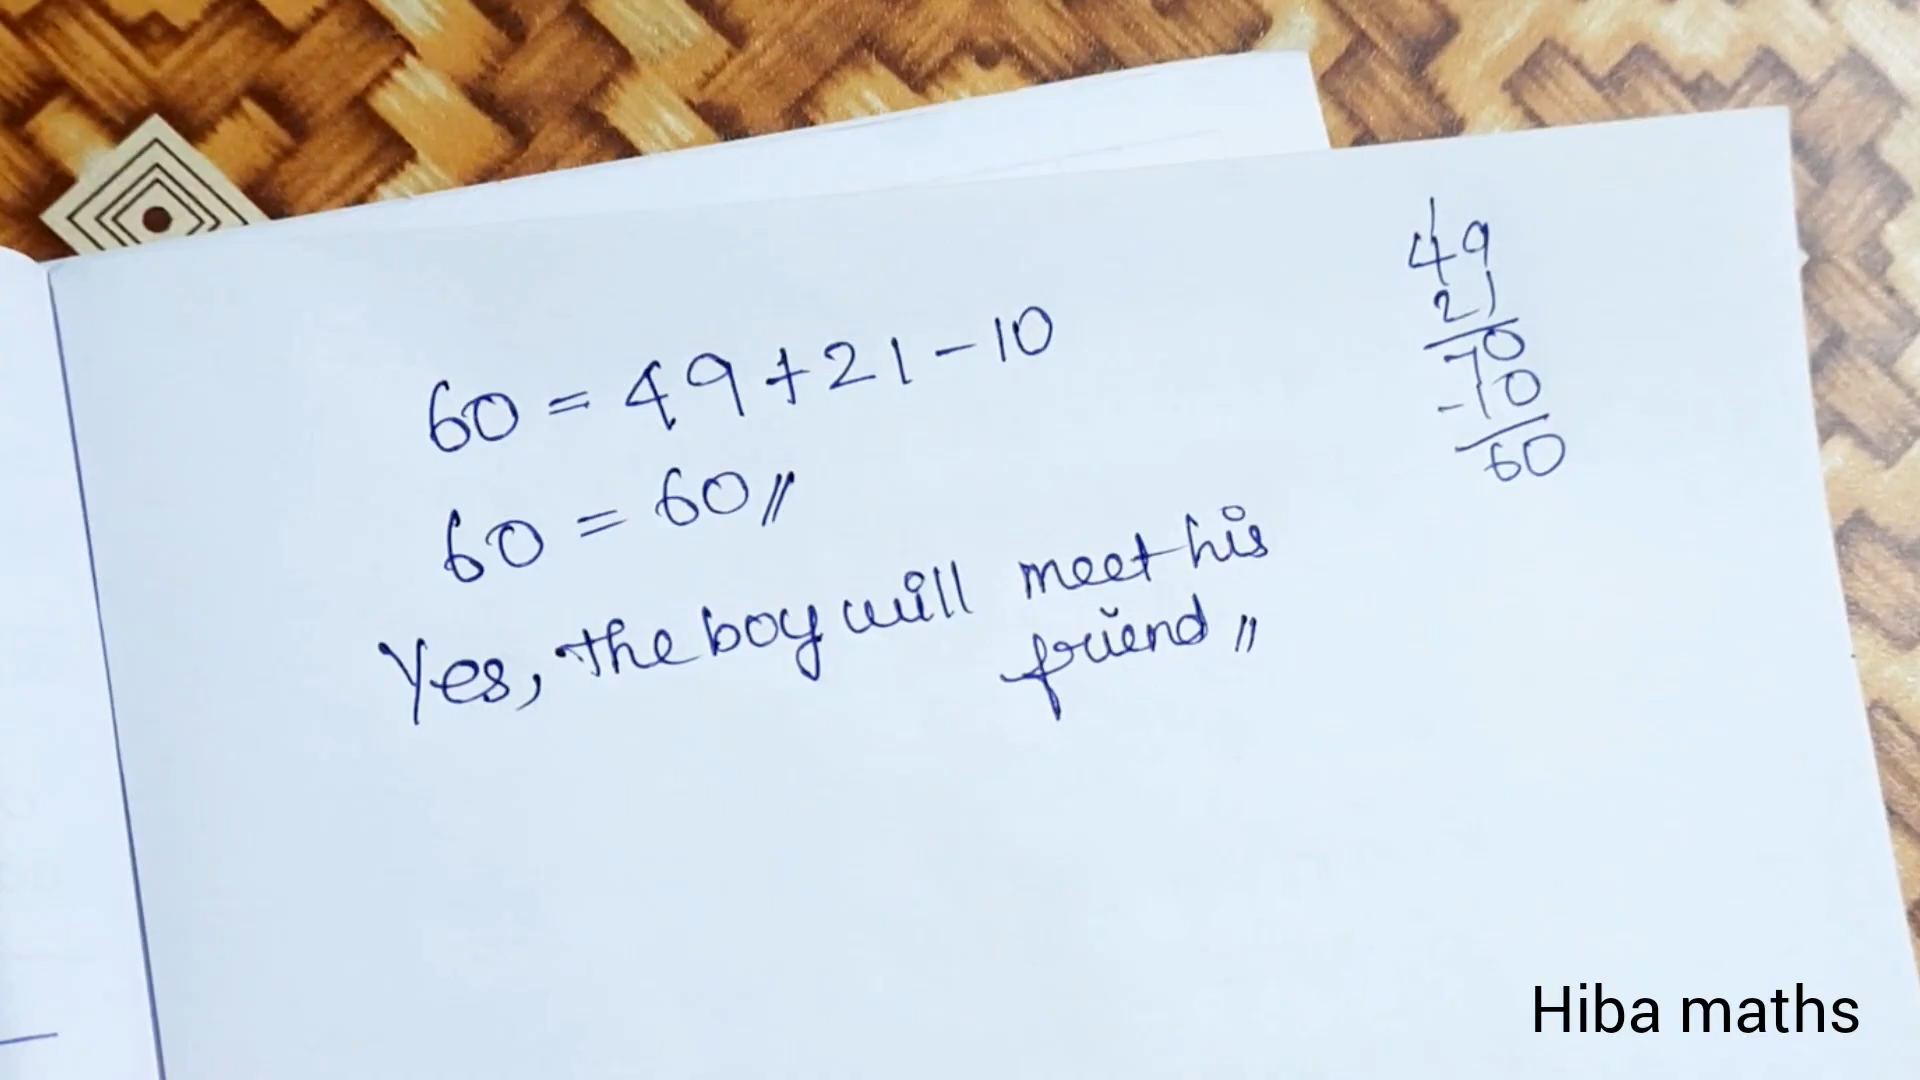 60 = 49 + 21 - 10
60 = 60 //
Yes, the boy will meet his
friend //
1
49
21
70
-10
60
Hiba maths